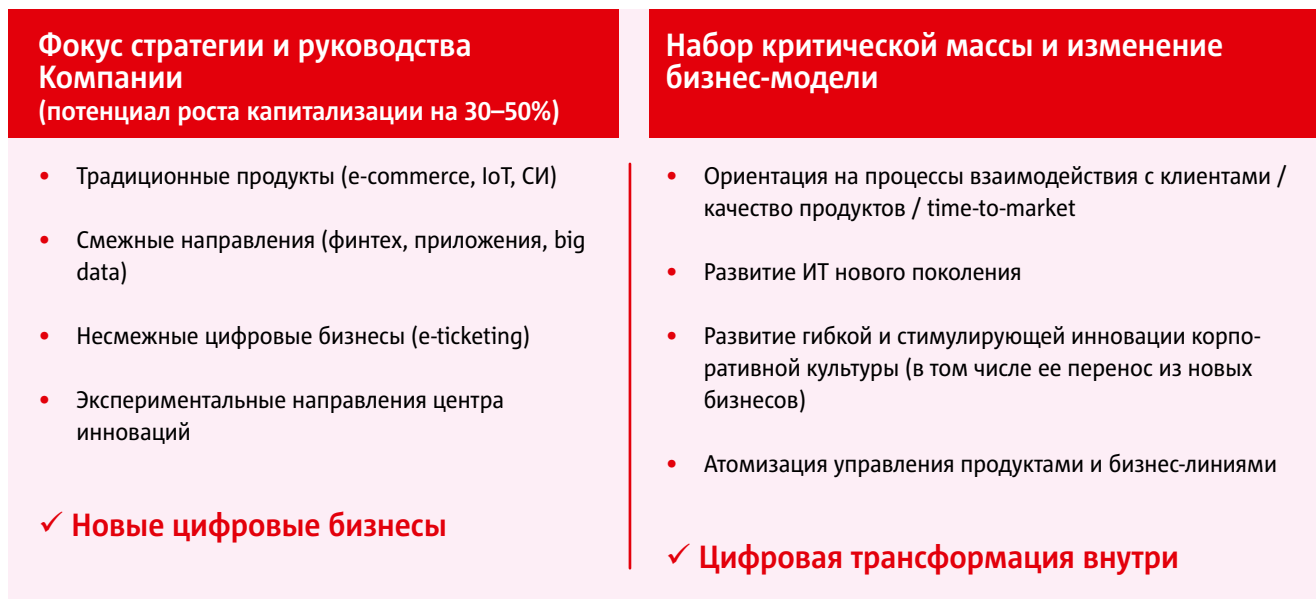 Фокус стратегии и руководства
Компании
(потенциал роста капитализации на 30–50%)
• Традиционные продукты (e-commerce, IoT, СИ)
• Смежные направления (финтех, приложения, big
data)
• Несмежные цифровые бизнесы (e-ticketing)
• Экспериментальные направления центра
инноваций
✓ Новые цифровые бизнесы
Набор критической массы и изменение
бизнес-модели
• Ориентация на процессы взаимодействия с клиентами /
качество продуктов / time-to-market
• Развитие ИТ нового поколения
• Развитие гибкой и стимулирующей инновации корпо-
ративной культуры (в том числе ее перенос из новых
бизнесов)
• Атомизация управления продуктами и бизнес-линиями
✓ Цифровая трансформация внутри